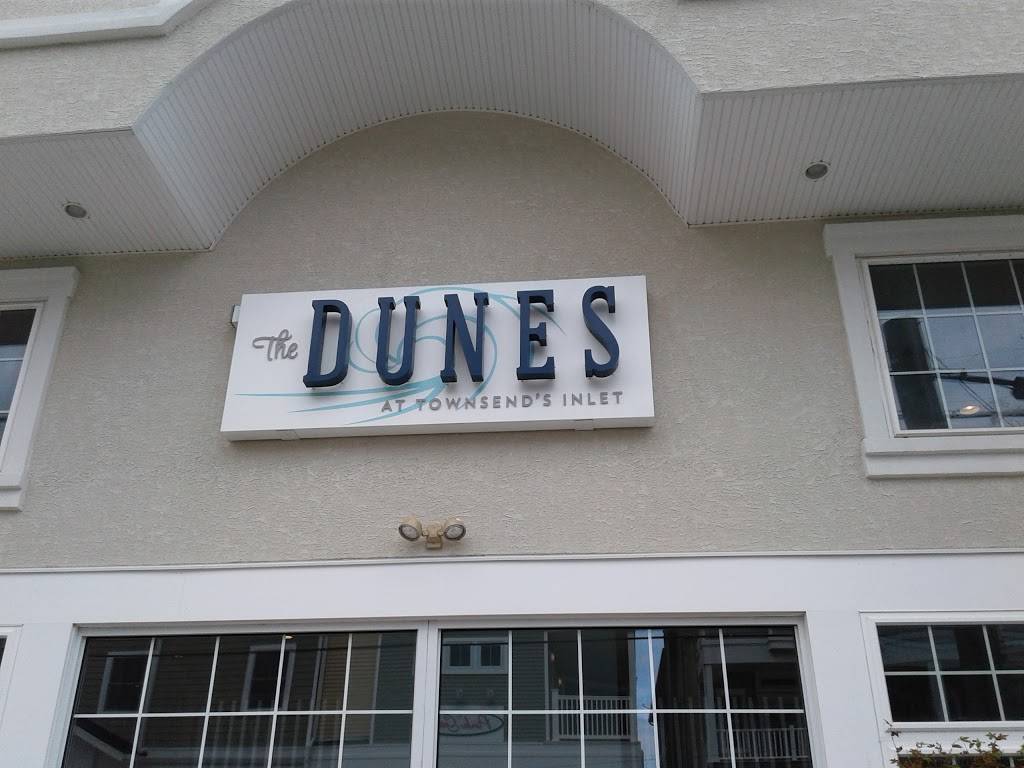 The DUNES
AT TOWNSEND'S INLET